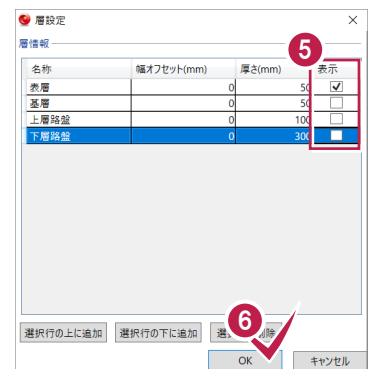 層設定
層情報
5
名称 幅オフセット(mm) 厚さ(mm) 表示
表層 0 50
基層 0 50
上層路盤 0 100
下層路盤 0 300
選択行の上に追加 選択行の下に追加 選 削除
6
OK キャンセル